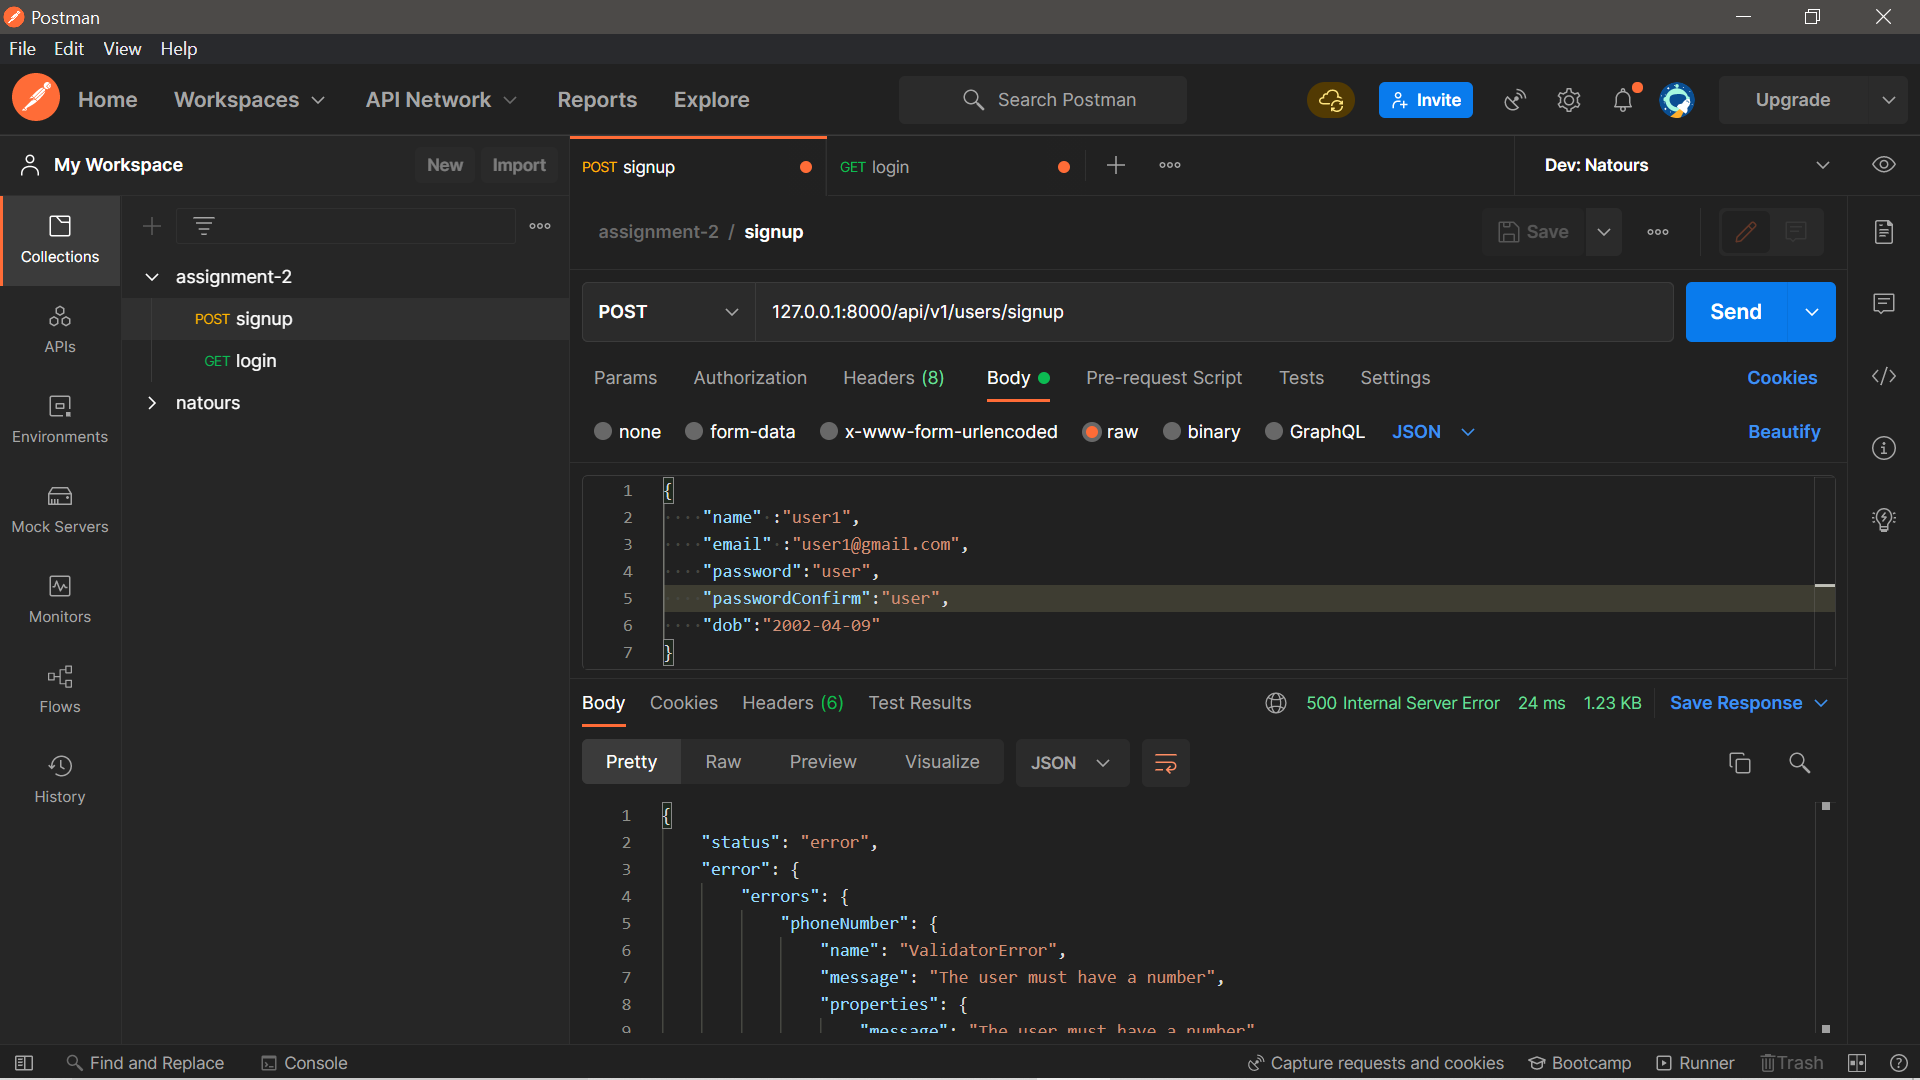 Postman
File Edit View Help
Home Workspaces API Network Reports Explore Search Postman Invite Upgrade
My Workspace New Import POST signup GET login Dev: Natours
Collections
APIs
Environments
Mock Servers
Monitors
Flows
History
assignment-2
POST signup
GET login
natours
assignment-2 / signup Save
POST 127.0.0.1:8000/api/v1/users/signup Send
Params Authorization Headers (8) Body Pre-request Script Tests Settings Cookies
none form-data x-www-form-urlencoded raw binary GraphQL JSON Beautify
1 {
2 ····"name"·:"user1",
3 ····"email"·:"user1@gmail.com",
4 ····"password":"user",
5 ····"passwordConfirm":"user",
6 ····"dob":"2002-04-09"
7 }
Body Cookies Headers (6) Test Results 500 Internal Server Error 24 ms 1.23 KB Save Response
Pretty Raw Preview Visualize JSON
1 {
2 "status": "error",
3 "error": {
4 "errors": {
5 "phoneNumber": {
6 "name": "ValidatorError",
7 "message": "The user must have a number",
8 "properties": {
9 "message": "The user must have a number"
Find and Replace Console Capture requests and cookies Bootcamp Runner Trash